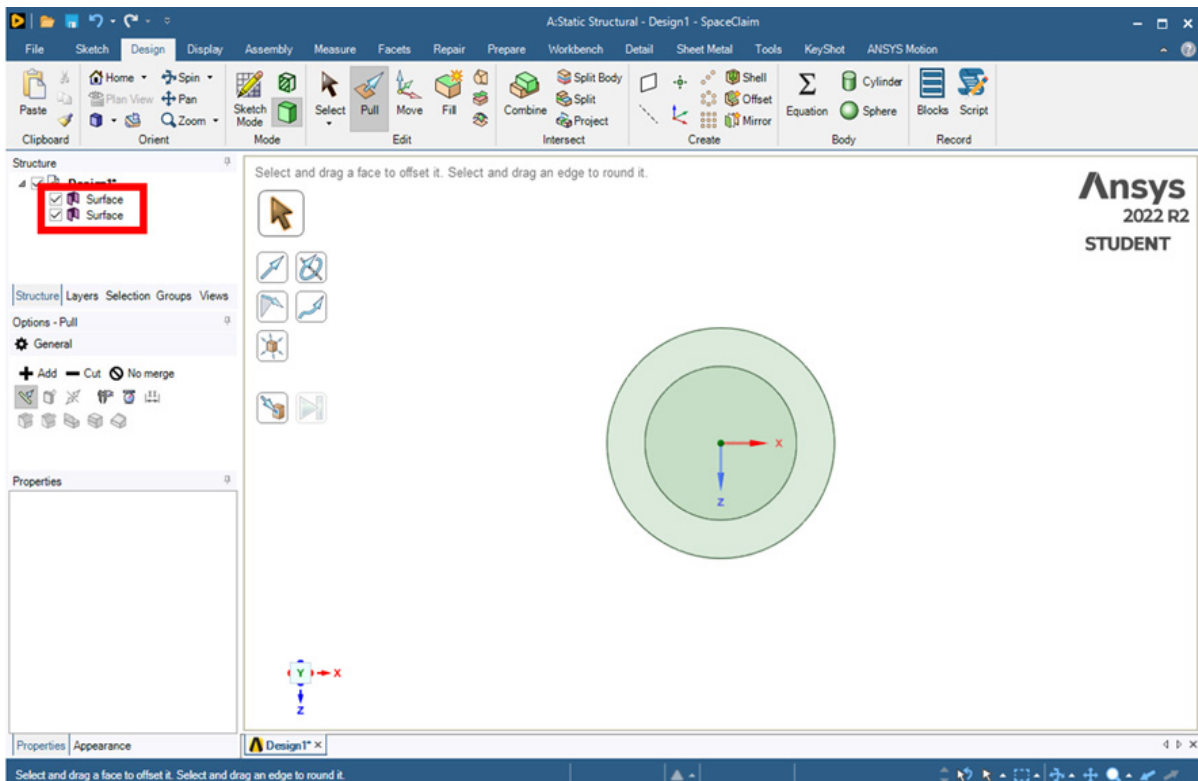 A:Static Structural - Design1 - SpaceClaim
File Sketch Design Display Assembly Measure Facets Repair Prepare Workbench Detail Sheet Metal Tools KeyShot ANSYS Motion
Paste
Home Spin
Plan View Pan
Zoom
Sketch Mode
Select Pull Move Fill
Combine
Split Body
Split
Project
Shell
Offset
Mirror
Equation
Cylinder
Sphere
Blocks Script
Clipboard Orient Mode Edit Intersect Create Body Record
Structure
Design1*
Surface
Surface
Structure Layers Selection Groups Views
Options - Pull
General
Add Cut No merge
Properties
Properties Appearance
Select and drag a face to offset it. Select and drag an edge to round it.
Ansys
2022 R2
STUDENT
X
Z
Y X
Z
Design1*
Select and drag a face to offset it. Select and drag an edge to round it.